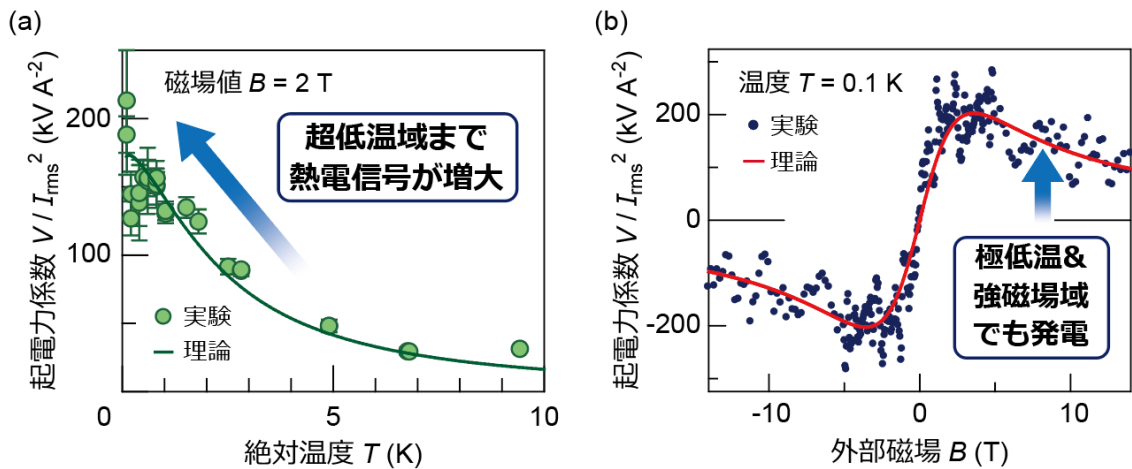 (a)
磁場値 B = 2 T
超低温域まで
熱電信号が増大
実験
理論
起電力係数 V / Irms² (kV A⁻²)
200
100
0
0
5
10
絶対温度 T (K)
(b)
温度 T = 0.1 K
実験
理論
極低温&
強磁場域
でも発電
起電力係数 V / Irms² (kV A⁻²)
200
0
-200
-10
0
10
外部磁場 B (T)